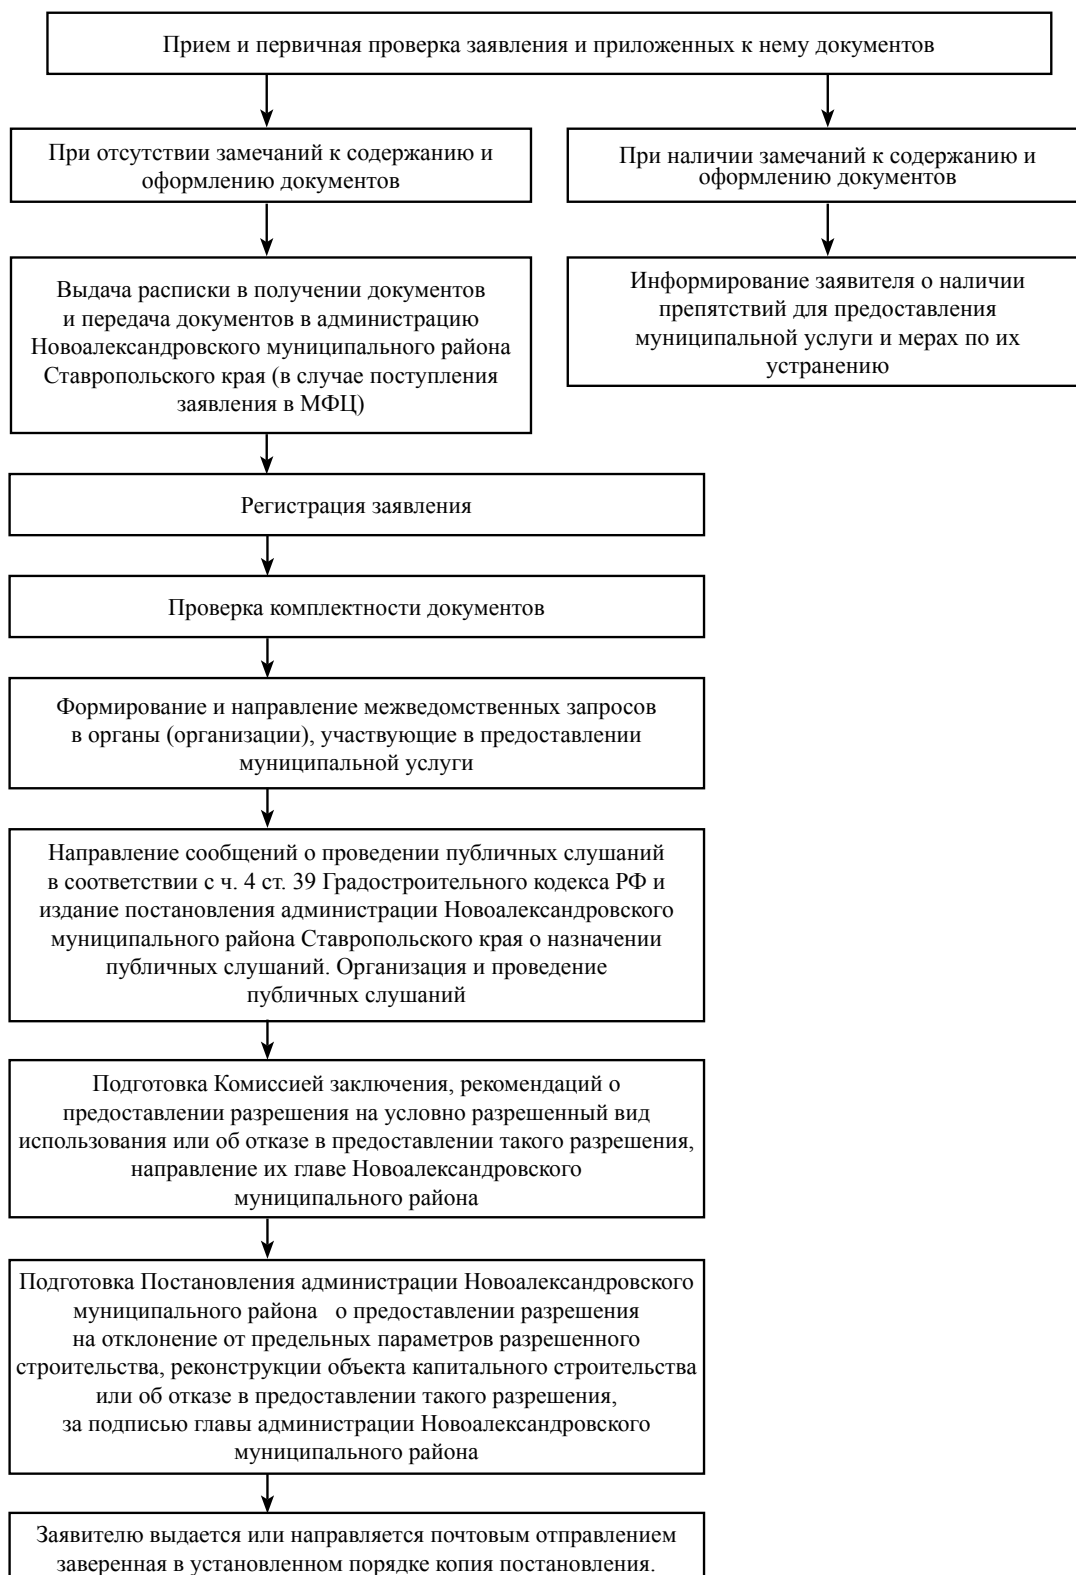 Прием и первичная проверка заявления и приложенных к нему документов
При отсутствии замечаний к содержанию и
оформлению документов
При наличии замечаний к содержанию и
оформлению документов
Выдача расписки в получении документов
и передача документов в администрацию
Новоалександровского муниципального района
Ставропольского края (в случае поступления
заявления в МФЦ)
Информирование заявителя о наличии
препятствий для предоставления
муниципальной услуги и мерах по их
устранению
Регистрация заявления
Проверка комплектности документов
Формирование и направление межведомственных запросов
в органы (организации), участвующие в предоставлении
муниципальной услуги
Направление сообщений о проведении публичных слушаний
в соответствии с ч. 4 ст. 39 Градостроительного кодекса РФ и
издание постановления администрации Новоалександровского
муниципального района Ставропольского края о назначении
публичных слушаний. Организация и проведение
публичных слушаний
Подготовка Комиссией заключения, рекомендаций о
предоставлении разрешения на условно разрешенный вид
использования или об отказе в предоставлении такого разрешения,
направление их главе Новоалександровского
муниципального района
Подготовка Постановления администрации Новоалександровского
муниципального района о предоставлении разрешения
на отклонение от предельных параметров разрешенного
строительства, реконструкции объекта капитального строительства
или об отказе в предоставлении такого разрешения,
за подписью главы администрации Новоалександровского
муниципального района
Заявителю выдается или направляется почтовым отправлением
заверенная в установленном порядке копия постановления.